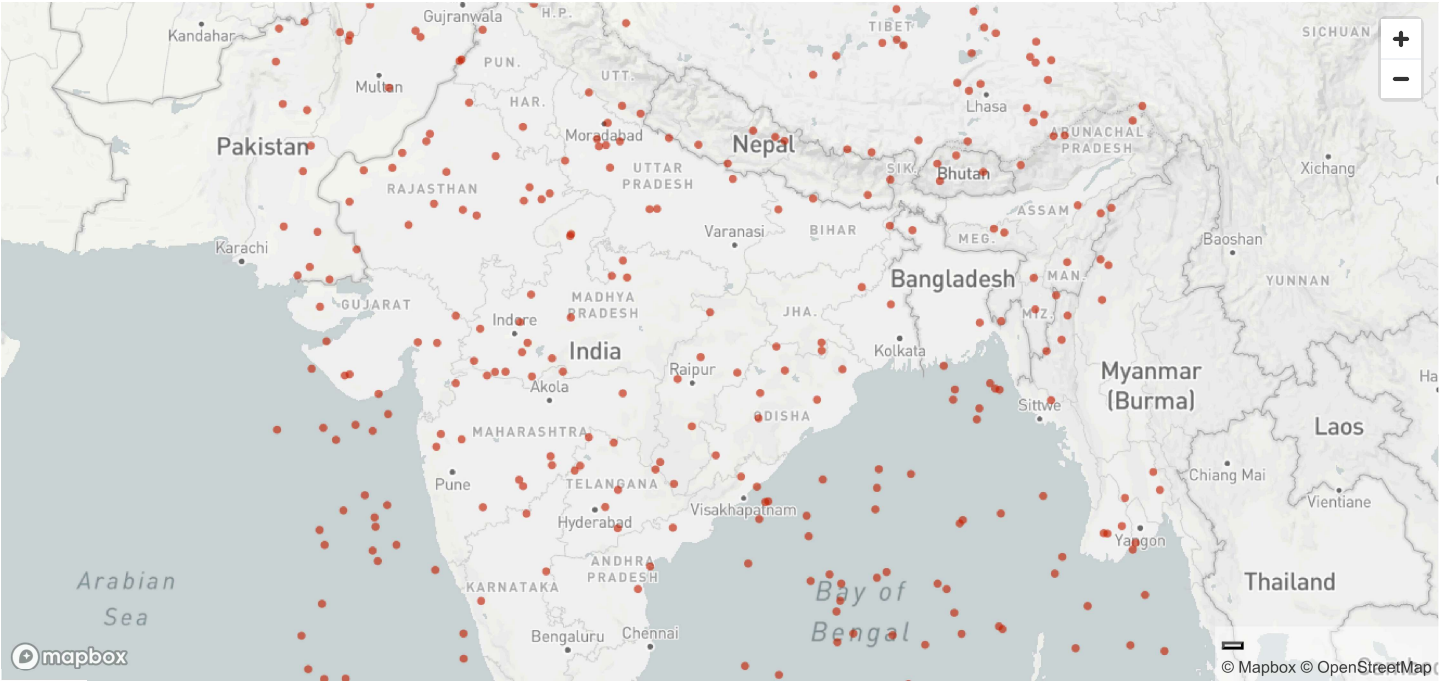 Gujranwala
H.P.
TIBET
SICHUAN
Kandahar
PUN.
UTT.
Multan
HAR.
Lhasa
Moradabad
Pakistan
Nepal
ARUNACHAL
PRADESH
Xichang
UTTAR
PRADESH
SIK.
Bhutan
RAJASTHAN
ASSAM
Varanasi
BIHAR
MEG.
Baoshan
Karachi
Bangladesh
MAN.
YUNNAN
GUJARAT
MADHYA
PRADESH
JHA.
MIZ.
Indore
India
Kolkata
Raipur
Myanmar
(Burma)
Akola
Sittwe
ODISHA
Laos
MAHARASHTRA
Chiang Mai
Pune
TELANGANA
Vientiane
Visakhapatnam
Hyderabad
Yangon
ANDHRA
PRADESH
KARNATAKA
Arabian
Sea
Thailand
Bay of
Bengal
Bengaluru
Chennai
mapbox
© Mapbox © OpenStreetMap